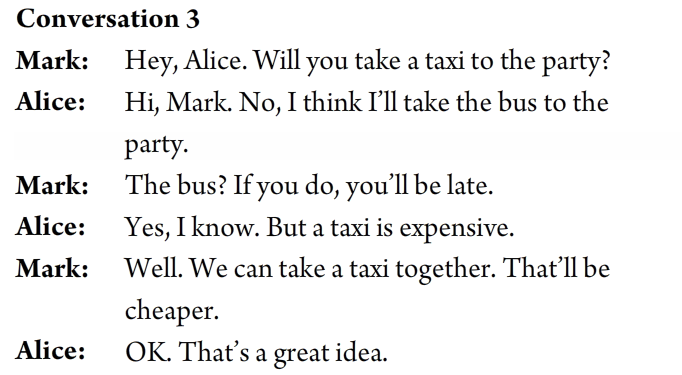 Conversation 3
Mark: Hey, Alice. Will you take a taxi to the party?
Alice: Hi, Mark. No, I think I’ll take the bus to the
party.
Mark: The bus? If you do, you’ll be late.
Alice: Yes, I know. But a taxi is expensive.
Mark: Well. We can take a taxi together. That’ll be
cheaper.
Alice: OK. That’s a great idea.